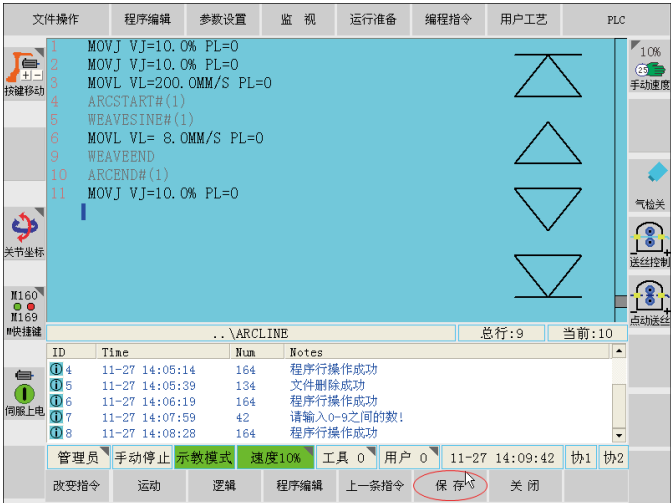 文件操作 程序编辑 参数设置 监 视 运行准备 编程指令 用户工艺 PLC
1 MOVJ VJ=10.0% PL=0
2 MOVJ VJ=10.0% PL=0
3 MOVL VL=200.0MM/S PL=0
4 ARCSTART#(1)
5 WEAVESINE#(1)
6 MOVL VL= 8.0MM/S PL=0
9 WEAVEEND
10 ARCEND#(1)
11 MOVJ VJ=10.0% PL=0
按键移动
关节坐标
M160
M169
M快捷键
伺服上电
10%
25
手动速度
气检关
送丝控制
点动送丝
..\ARCLINE 总行:9 当前:10
ID Time Num Notes
4 11-27 14:05:14 164 程序行操作成功
5 11-27 14:05:39 134 文件删除成功
6 11-27 14:06:19 164 程序行操作成功
7 11-27 14:07:59 42 请输入0-9之间的数!
8 11-27 14:08:28 164 程序行操作成功
管理员 手动停止 示教模式 速度10% 工具 0 用户 0 11-27 14:09:42 协1 协2
改变指令 运动 逻辑 程序编辑 上一条指令 保 存 关 闭